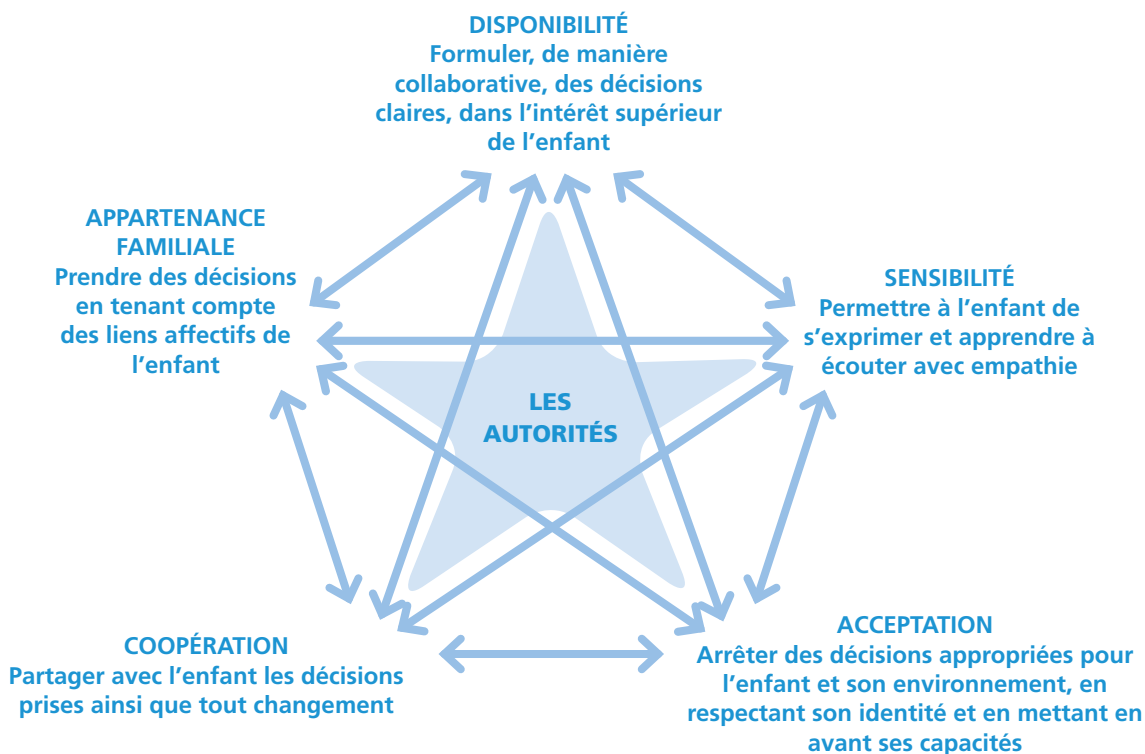 DISPONIBILITÉ
Formuler, de manière
collaborative, des décisions
claires, dans l’intérêt supérieur
de l’enfant
APPARTENANCE
FAMILIALE
Prendre des décisions
en tenant compte
des liens affectifs de
l’enfant
SENSIBILITÉ
Permettre à l’enfant de
s’exprimer et apprendre à
écouter avec empathie
LES
AUTORITÉS
COOPÉRATION
Partager avec l’enfant les décisions
prises ainsi que tout changement
ACCEPTATION
Arrêter des décisions appropriées pour
l’enfant et son environnement, en
respectant son identité et en mettant en
avant ses capacités